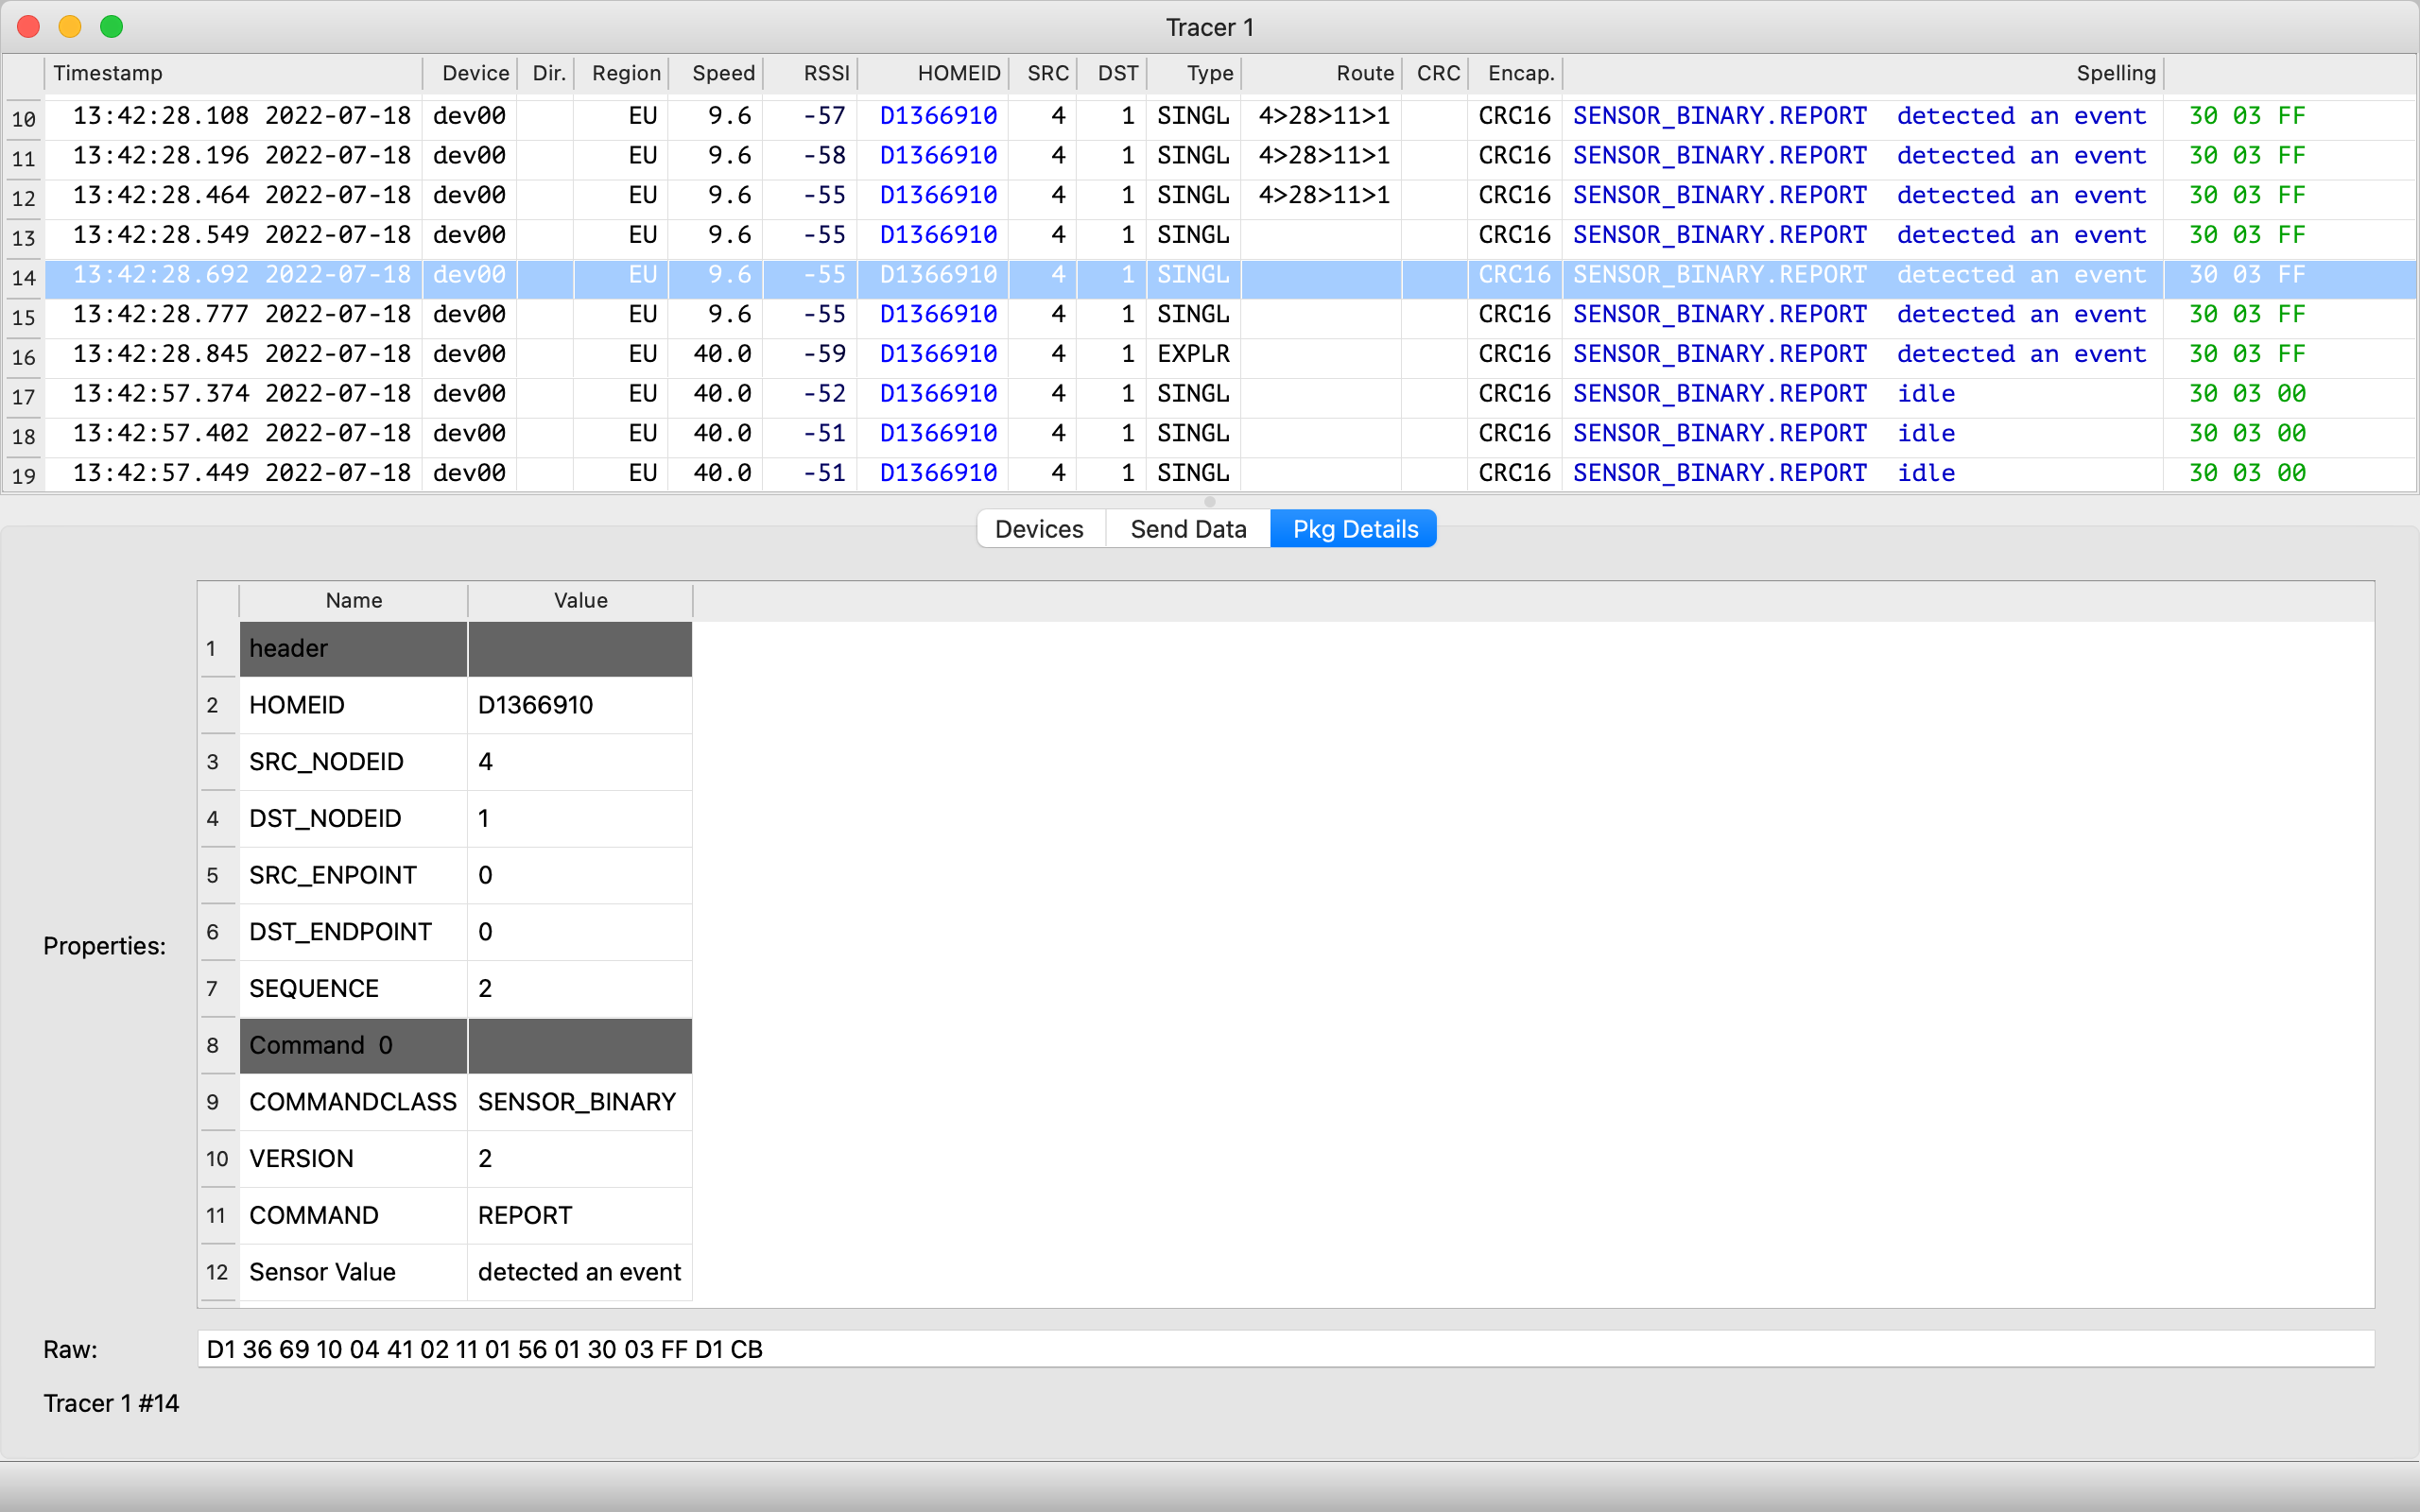 Tracer 1
Timestamp Device Dir. Region Speed RSSI HOMEID SRC DST Type Route CRC Encap. Spelling
10 13:42:28.108 2022-07-18 dev00 EU 9.6 -57 D1366910 4 1 SINGL 4>28>11>1 CRC16 SENSOR_BINARY.REPORT detected an event 30 03 FF
11 13:42:28.196 2022-07-18 dev00 EU 9.6 -58 D1366910 4 1 SINGL 4>28>11>1 CRC16 SENSOR_BINARY.REPORT detected an event 30 03 FF
12 13:42:28.464 2022-07-18 dev00 EU 9.6 -55 D1366910 4 1 SINGL 4>28>11>1 CRC16 SENSOR_BINARY.REPORT detected an event 30 03 FF
13 13:42:28.549 2022-07-18 dev00 EU 9.6 -55 D1366910 4 1 SINGL CRC16 SENSOR_BINARY.REPORT detected an event 30 03 FF
14 13:42:28.692 2022-07-18 dev00 EU 9.6 -55 D1366910 4 1 SINGL CRC16 SENSOR_BINARY.REPORT detected an event 30 03 FF
15 13:42:28.777 2022-07-18 dev00 EU 9.6 -55 D1366910 4 1 SINGL CRC16 SENSOR_BINARY.REPORT detected an event 30 03 FF
16 13:42:28.845 2022-07-18 dev00 EU 40.0 -59 D1366910 4 1 EXPLR CRC16 SENSOR_BINARY.REPORT detected an event 30 03 FF
17 13:42:57.374 2022-07-18 dev00 EU 40.0 -52 D1366910 4 1 SINGL CRC16 SENSOR_BINARY.REPORT idle 30 03 00
18 13:42:57.402 2022-07-18 dev00 EU 40.0 -51 D1366910 4 1 SINGL CRC16 SENSOR_BINARY.REPORT idle 30 03 00
19 13:42:57.449 2022-07-18 dev00 EU 40.0 -51 D1366910 4 1 SINGL CRC16 SENSOR_BINARY.REPORT idle 30 03 00
Devices Send Data Pkg Details
Name Value
1 header
2 HOMEID D1366910
3 SRC_NODEID 4
4 DST_NODEID 1
5 SRC_ENPOINT 0
6 DST_ENDPOINT 0
Properties:
7 SEQUENCE 2
8 Command 0
9 COMMANDCLASS SENSOR_BINARY
10 VERSION 2
11 COMMAND REPORT
12 Sensor Value detected an event
Raw: D1 36 69 10 04 41 02 11 01 56 01 30 03 FF D1 CB
Tracer 1 #14